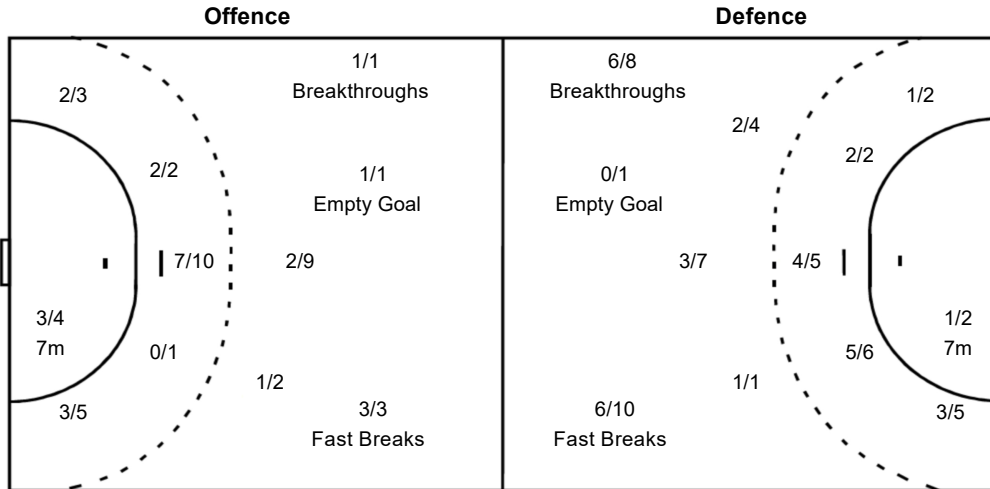 Offence
Defence
1/1
Breakthroughs
6/8
Breakthroughs
2/3
1/2
2/4
2/2
2/2
1/1
Empty Goal
0/1
Empty Goal
7/10
2/9
3/7
4/5
3/4
7m
1/2
7m
0/1
5/6
1/2
1/1
3/5
3/3
Fast Breaks
6/10
Fast Breaks
3/5